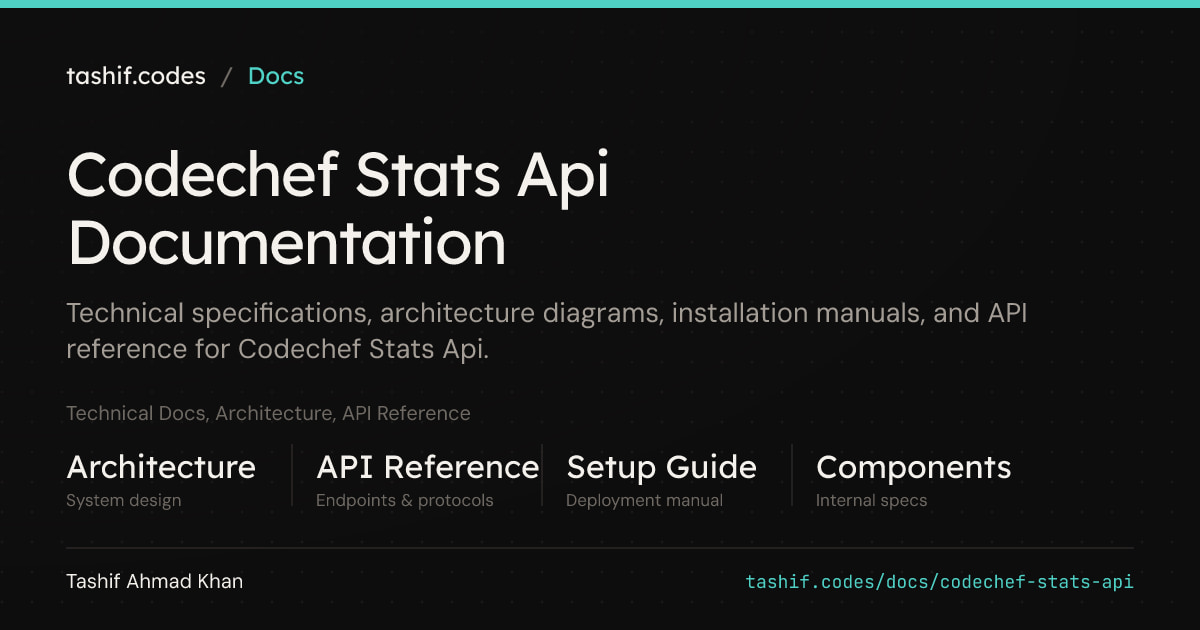 tashif.codes / Docs
Codechef Stats Api
Documentation
Technical specifications, architecture diagrams, installation manuals, and API
reference for Codechef Stats Api.
Technical Docs, Architecture, API Reference
Architecture
System design
API Reference
Endpoints & protocols
Setup Guide
Deployment manual
Components
Internal specs
Tashif Ahmad Khan
tashif.codes/docs/codechef-stats-api